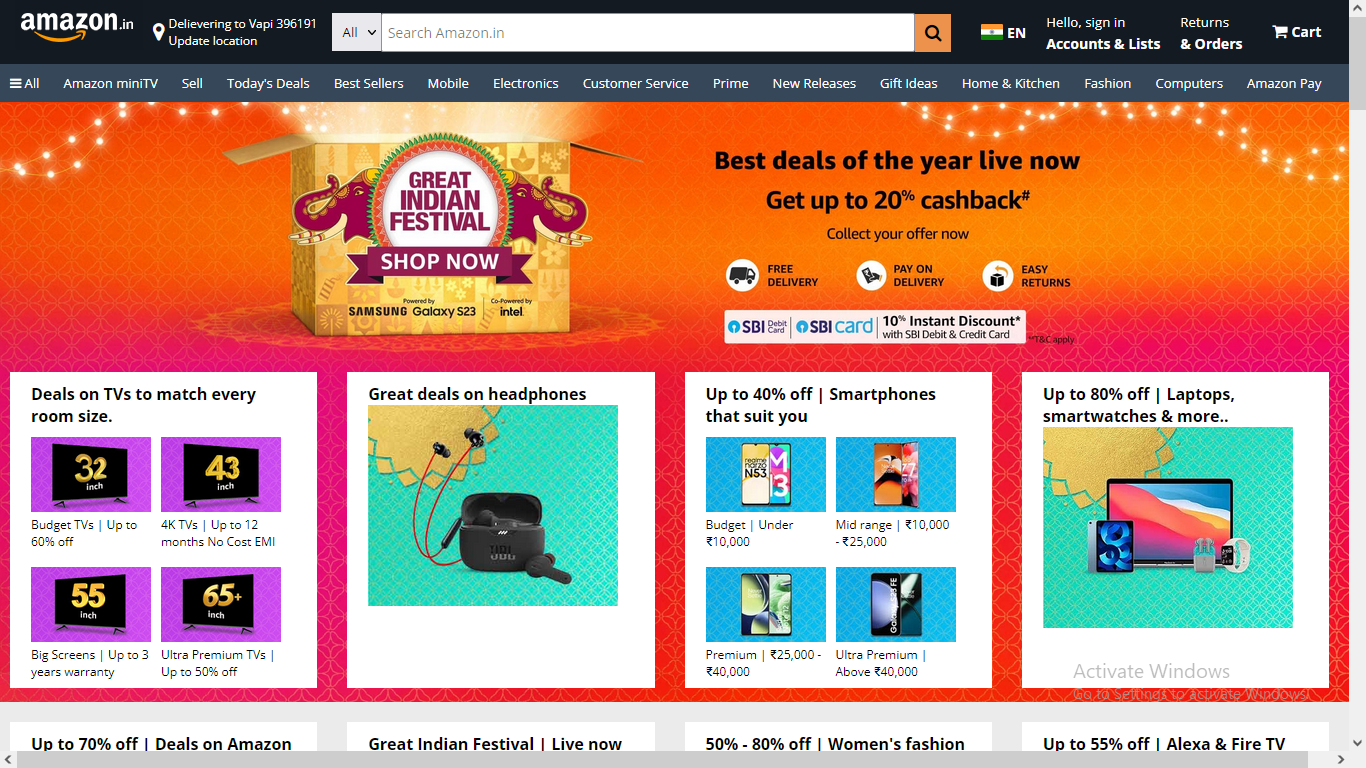 amazon.in
Delievering to Vapi 396191
Update location
All
Search Amazon.in
EN
Hello, sign in
Accounts & Lists
Returns
& Orders
Cart
All
Amazon miniTV
Sell
Today's Deals
Best Sellers
Mobile
Electronics
Customer Service
Prime
New Releases
Gift Ideas
Home & Kitchen
Fashion
Computers
Amazon Pay
GREAT
INDIAN
FESTIVAL
SHOP NOW
Powered by
SAMSUNG Galaxy S23
Co-Powered by
intel.
Best deals of the year live now
Get up to 20% cashback#
Collect your offer now
FREE
DELIVERY
PAY ON
DELIVERY
EASY
RETURNS
SBI Debit Card
SBI card
10% Instant Discount*
with SBI Debit & Credit Card
T&C apply
Deals on TVs to match every
room size.
32
inch
43
inch
Budget TVs | Up to
60% off
4K TVs | Up to 12
months No Cost EMI
55
inch
65+
inch
Big Screens | Up to 3
years warranty
Ultra Premium TVs |
Up to 50% off
Great deals on headphones
JBL
Up to 40% off | Smartphones
that suit you
realme
narzo
N53
M
13
Budget | Under
₹10,000
Mid range | ₹10,000
- ₹25,000
Premium | ₹25,000 -
₹40,000
Ultra Premium |
Above ₹40,000
Up to 80% off | Laptops,
smartwatches & more..
Activate Windows
Go to Settings to activate Windows.
Up to 70% off | Deals on Amazon
Great Indian Festival | Live now
50% - 80% off | Women's fashion
Up to 55% off | Alexa & Fire TV